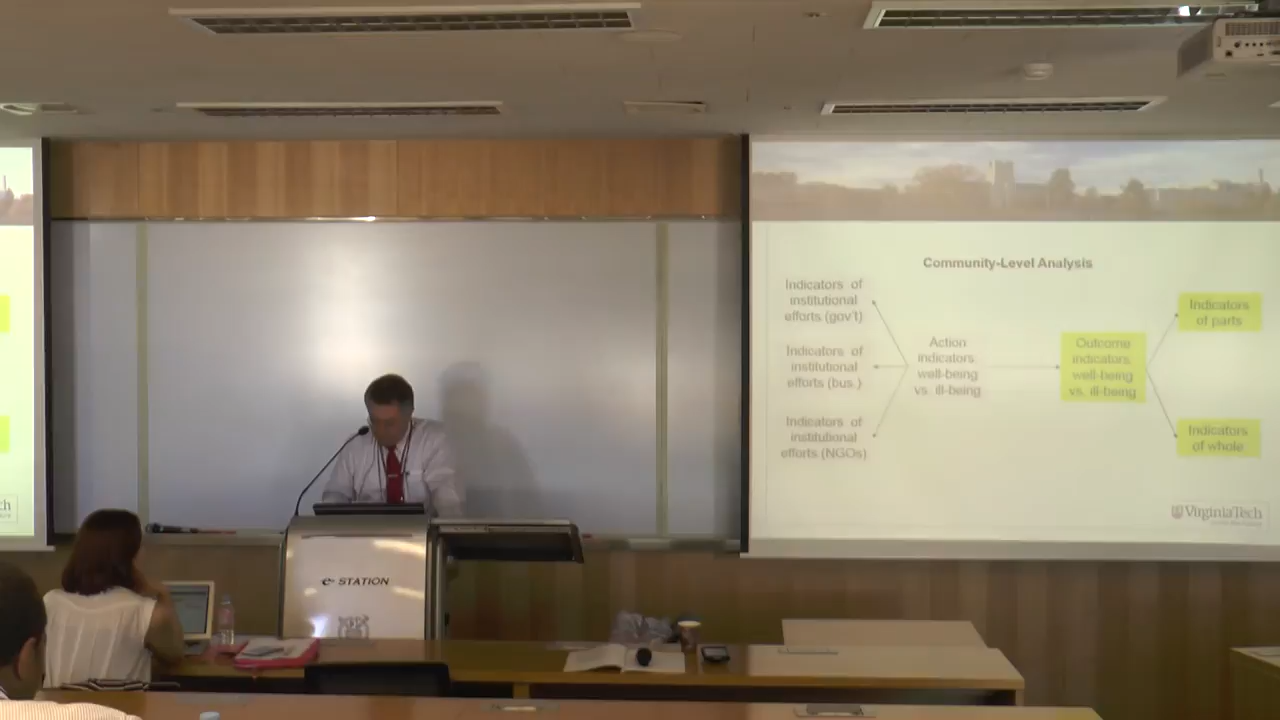 Community-Level Analysis
Indicators of
institutional
efforts (gov't)
Indicators of
institutional
efforts (bus.)
Indicators of
institutional
efforts (NGOs)
Action
indicators:
well-being
vs. ill-being
Outcome
indicators:
well-being
vs. ill-being
Indicators
of parts
Indicators
of whole
VirginiaTech
ch
e-STATION